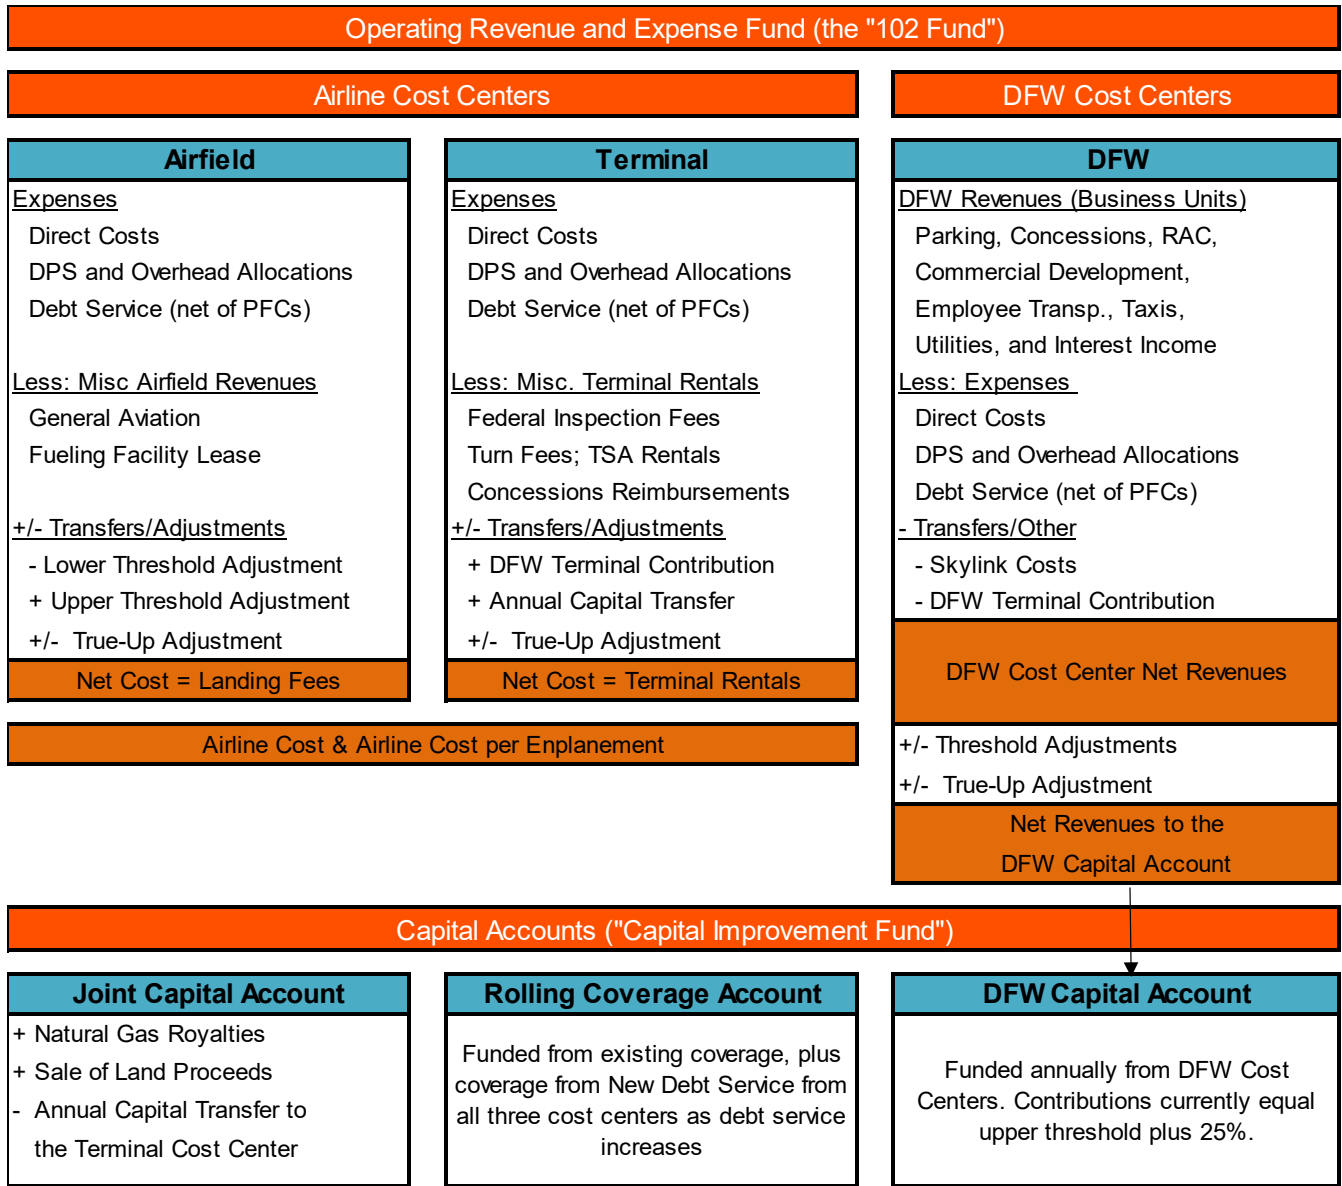 Operating Revenue and Expense Fund (the "102 Fund")
Airline Cost Centers
DFW Cost Centers
Airfield
Expenses
Direct Costs
DPS and Overhead Allocations
Debt Service (net of PFCs)
Less: Misc Airfield Revenues
General Aviation
Fueling Facility Lease
+/- Transfers/Adjustments
- Lower Threshold Adjustment
+ Upper Threshold Adjustment
+/- True-Up Adjustment
Net Cost = Landing Fees
Terminal
Expenses
Direct Costs
DPS and Overhead Allocations
Debt Service (net of PFCs)
Less: Misc. Terminal Rentals
Federal Inspection Fees
Turn Fees; TSA Rentals
Concessions Reimbursements
+/- Transfers/Adjustments
+ DFW Terminal Contribution
+ Annual Capital Transfer
+/- True-Up Adjustment
Net Cost = Terminal Rentals
Airline Cost & Airline Cost per Enplanement
DFW
DFW Revenues (Business Units)
Parking, Concessions, RAC,
Commercial Development,
Employee Transp., Taxis,
Utilities, and Interest Income
Less: Expenses
Direct Costs
DPS and Overhead Allocations
Debt Service (net of PFCs)
- Transfers/Other
- Skylink Costs
- DFW Terminal Contribution
DFW Cost Center Net Revenues
+/- Threshold Adjustments
+/- True-Up Adjustment
Net Revenues to the
DFW Capital Account
Capital Accounts ("Capital Improvement Fund")
Joint Capital Account
+ Natural Gas Royalties
+ Sale of Land Proceeds
- Annual Capital Transfer to
the Terminal Cost Center
Rolling Coverage Account
Funded from existing coverage, plus
coverage from New Debt Service from
all three cost centers as debt service
increases
DFW Capital Account
Funded annually from DFW Cost
Centers. Contributions currently equal
upper threshold plus 25%.